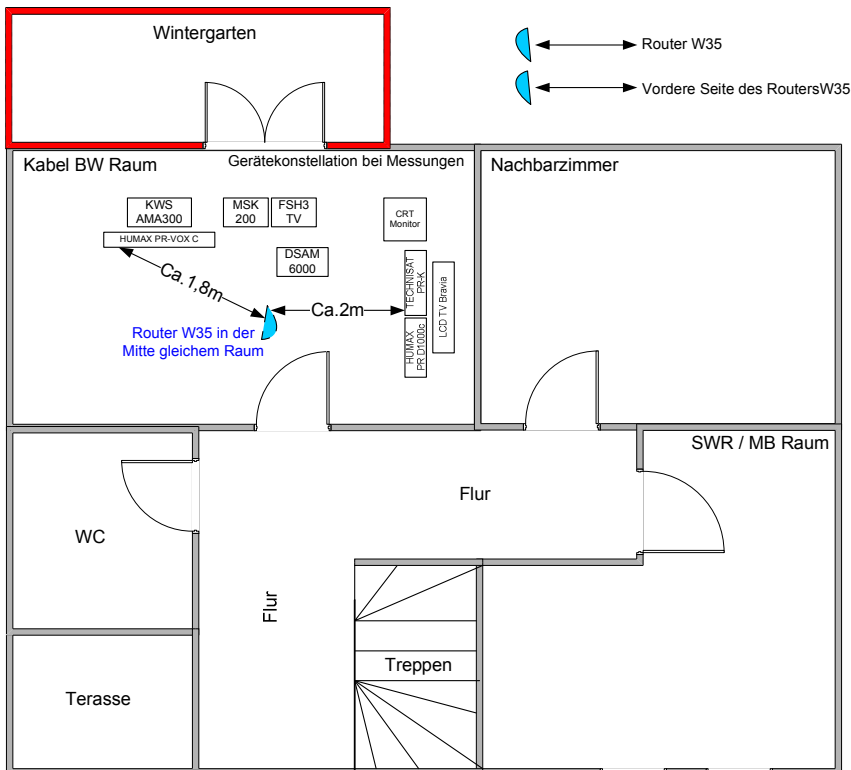 Wintergarten
Router W35
Vordere Seite des RoutersW35
Kabel BW Raum
Gerätekonstellation bei Messungen
Nachbarzimmer
KWS
AMA300
MSK
200
FSH3
TV
CRT
Monitor
HUMAX PR-VOX C
DSAM
6000
TECHNISAT
PR-K
LCD TV Bravia
Ca.1,8m
Ca.2m
Router W35 in der
Mitte gleichem Raum
HUMAX
PR D1000c
SWR / MB Raum
Flur
WC
Flur
Treppen
Terasse